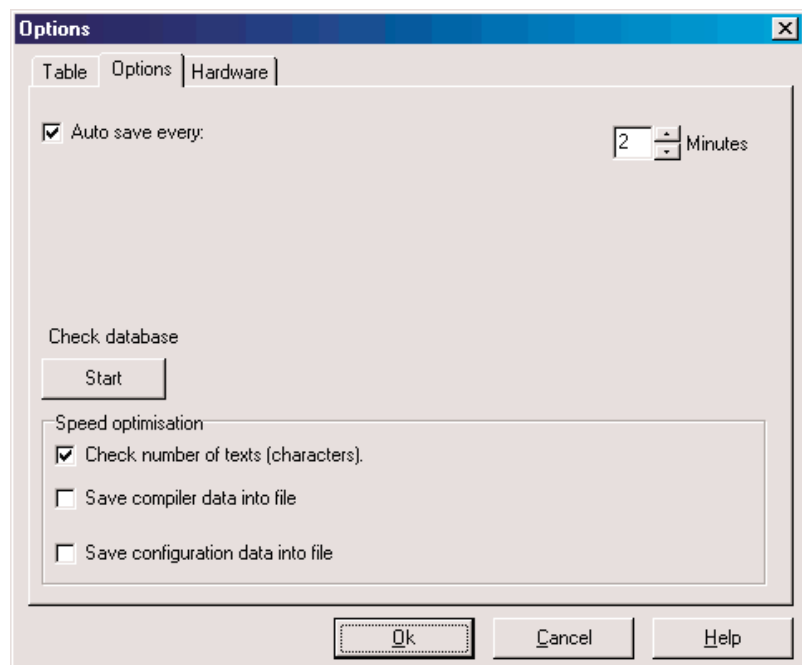 Options
Table Options Hardware
Auto save every: 2 Minutes
Check database
Start
Speed optimisation
Check number of texts (characters).
Save compiler data into file
Save configuration data into file
Ok Cancel Help